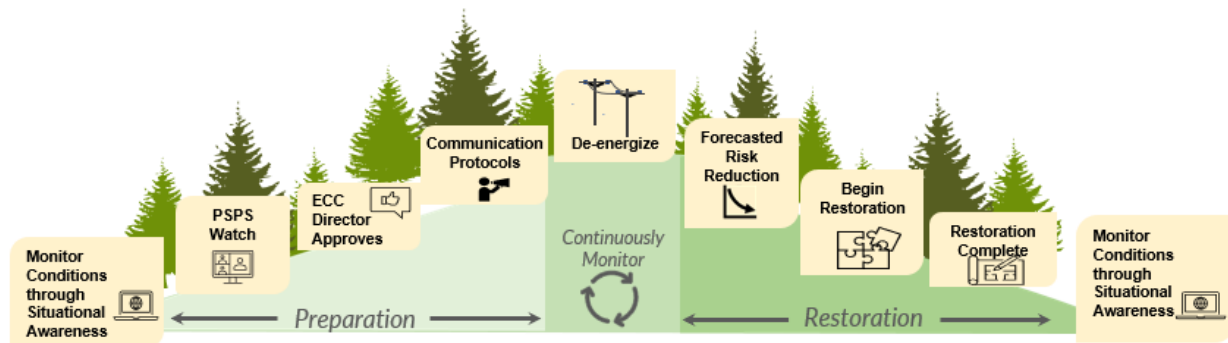 Monitor
Conditions
through
Situational
Awareness
PSPS
Watch
ECC
Director
Approves
Communication
Protocols
De-energize
Forecasted
Risk
Reduction
Begin
Restoration
Restoration
Complete
Monitor
Conditions
through
Situational
Awareness
Preparation
Continuously
Monitor
Restoration